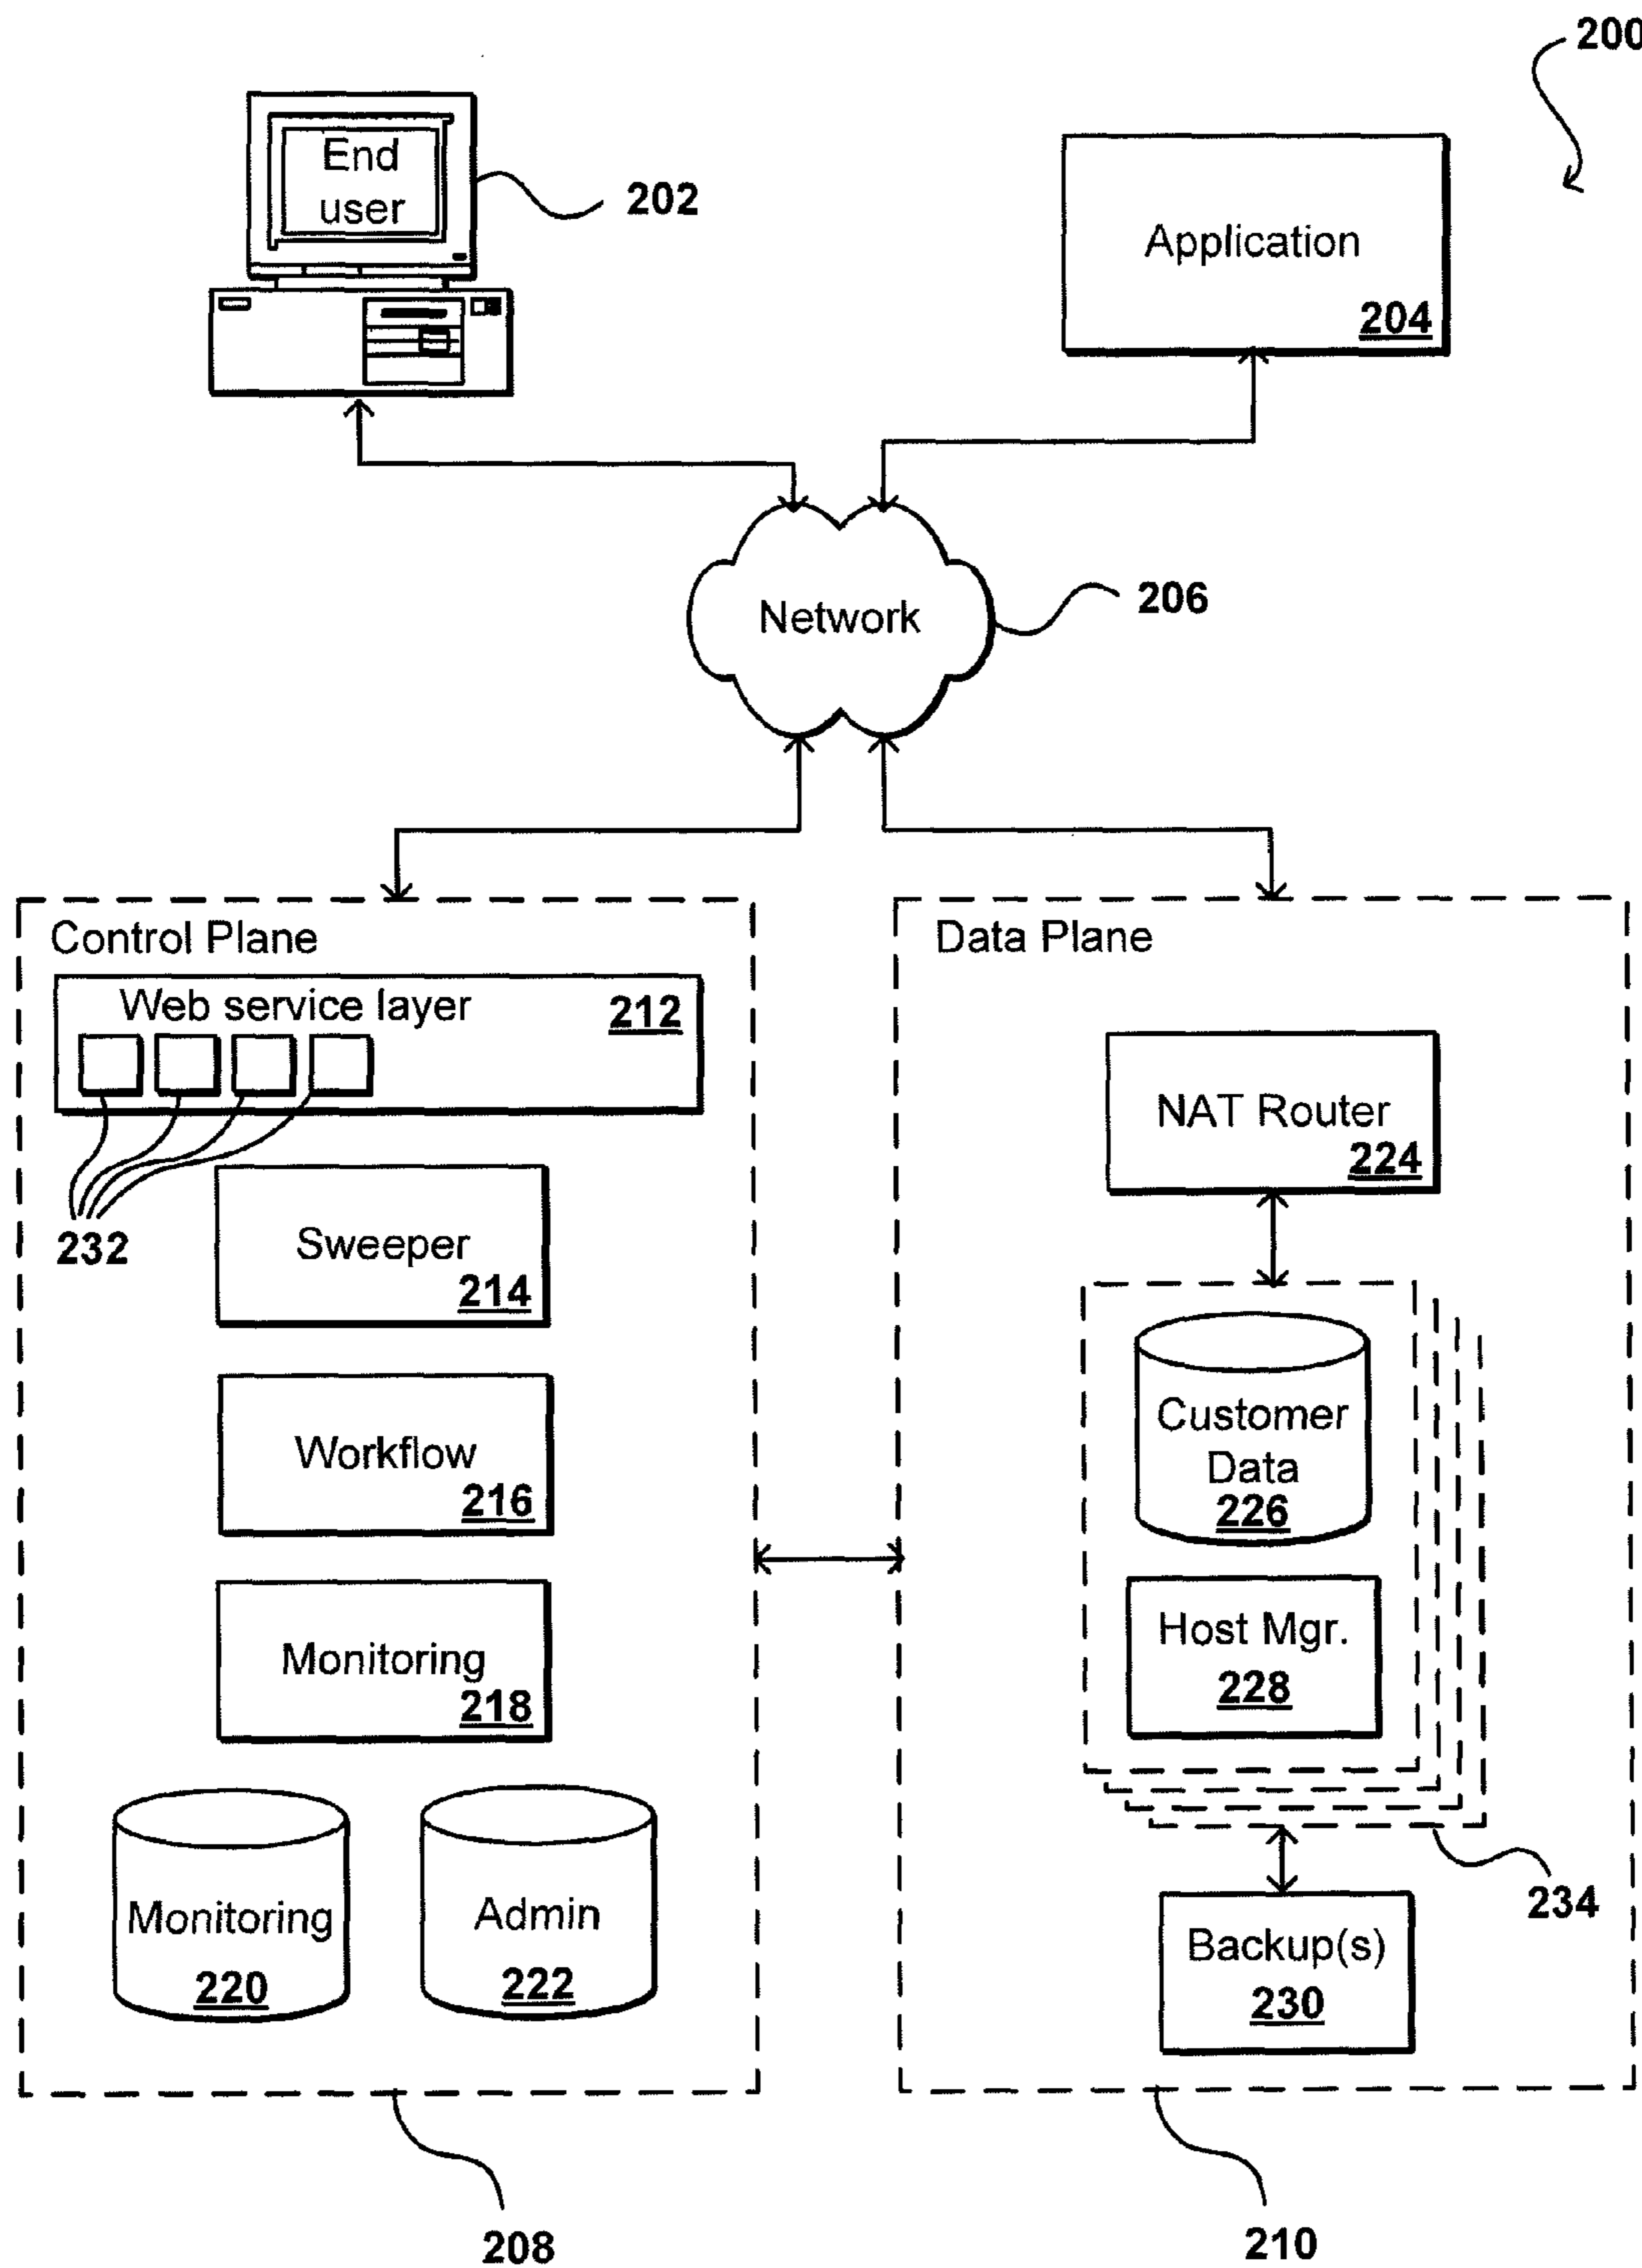 200
End
user
202
Application
204
Network
206
Control Plane
Web service layer
212
232
Sweeper
214
Workflow
216
Monitoring
218
Monitoring
220
Admin
222
208
Data Plane
NAT Router
224
Customer
Data
226
Host Mgr.
228
234
Backup(s)
230
210